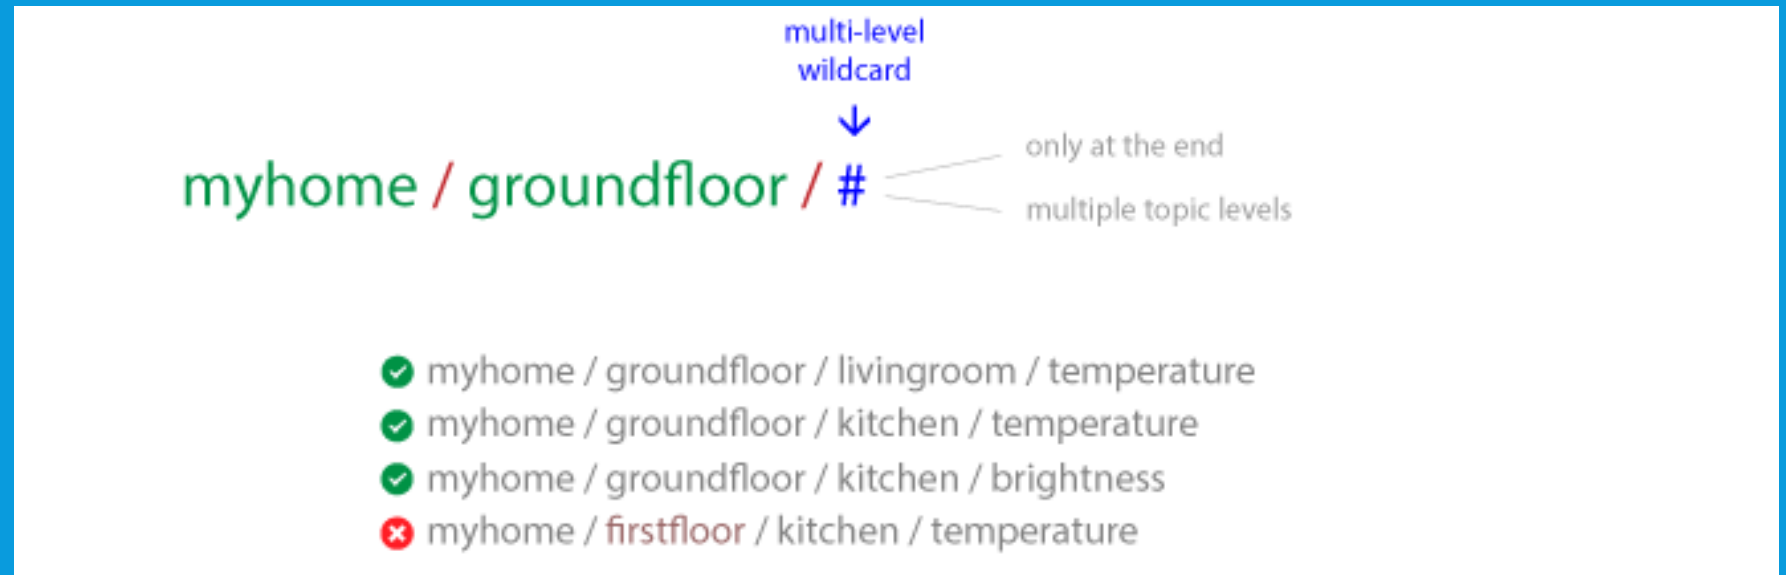 multi-level
wildcard
myhome / groundfloor / #
only at the end
multiple topic levels
myhome / groundfloor / livingroom / temperature
myhome / groundfloor / kitchen / temperature
myhome / groundfloor / kitchen / brightness
myhome / firstfloor / kitchen / temperature